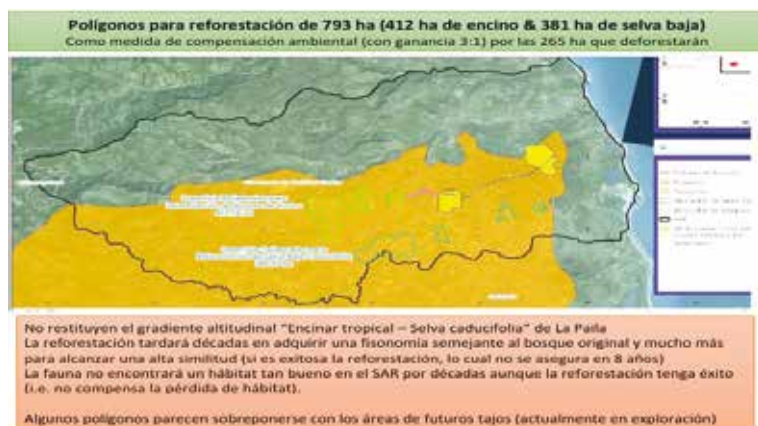 Polígonos para reforestación de 793 ha (412 ha de encino & 381 ha de selva baja)
Como medida de compensación ambiental (con ganancia 3:1) por las 265 ha que deforestarán
No restituyen el gradiente altitudinal "Encinar tropical – Selva caducifolia" de La Paila
La reforestación tardará décadas en adquirir una fisonomía semejante al bosque original y mucho más
para alcanzar una alta similitud (si es exitosa la reforestación, lo cual no se asegura en 8 años)
La fauna no encontrará un hábitat tan bueno en el SAR por décadas aunque la reforestación tenga éxito
(i.e. no compensa la pérdida de hábitat).
Algunos polígonos parecen sobreponerse con los áreas de futuros tajos (actualmente en exploración)